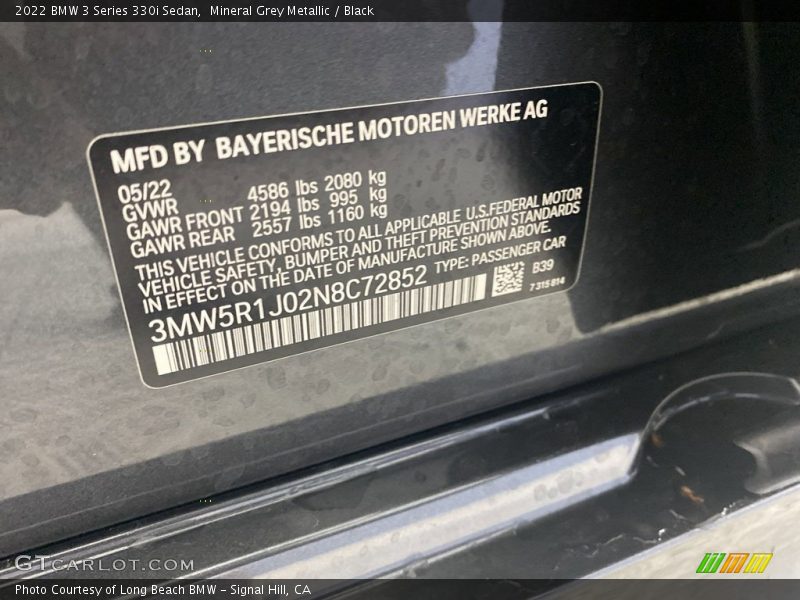 2022 BMW 3 Series 330i Sedan, Mineral Grey Metallic / Black
MFD BY BAYERISCHE MOTOREN WERKE AG
05/22
GVWR 4586 lbs 2080 kg
GAWR FRONT 2194 lbs 995 kg
GAWR REAR 2557 lbs 1160 kg
THIS VEHICLE CONFORMS TO ALL APPLICABLE U.S.FEDERAL MOTOR
VEHICLE SAFETY, BUMPER AND THEFT PREVENTION STANDARDS
IN EFFECT ON THE DATE OF MANUFACTURE SHOWN ABOVE.
3MW5R1J02N8C72852 TYPE: PASSENGER CAR
B39
7 315 814
GTCARLOT.COM
Photo Courtesy of Long Beach BMW - Signal Hill, CA